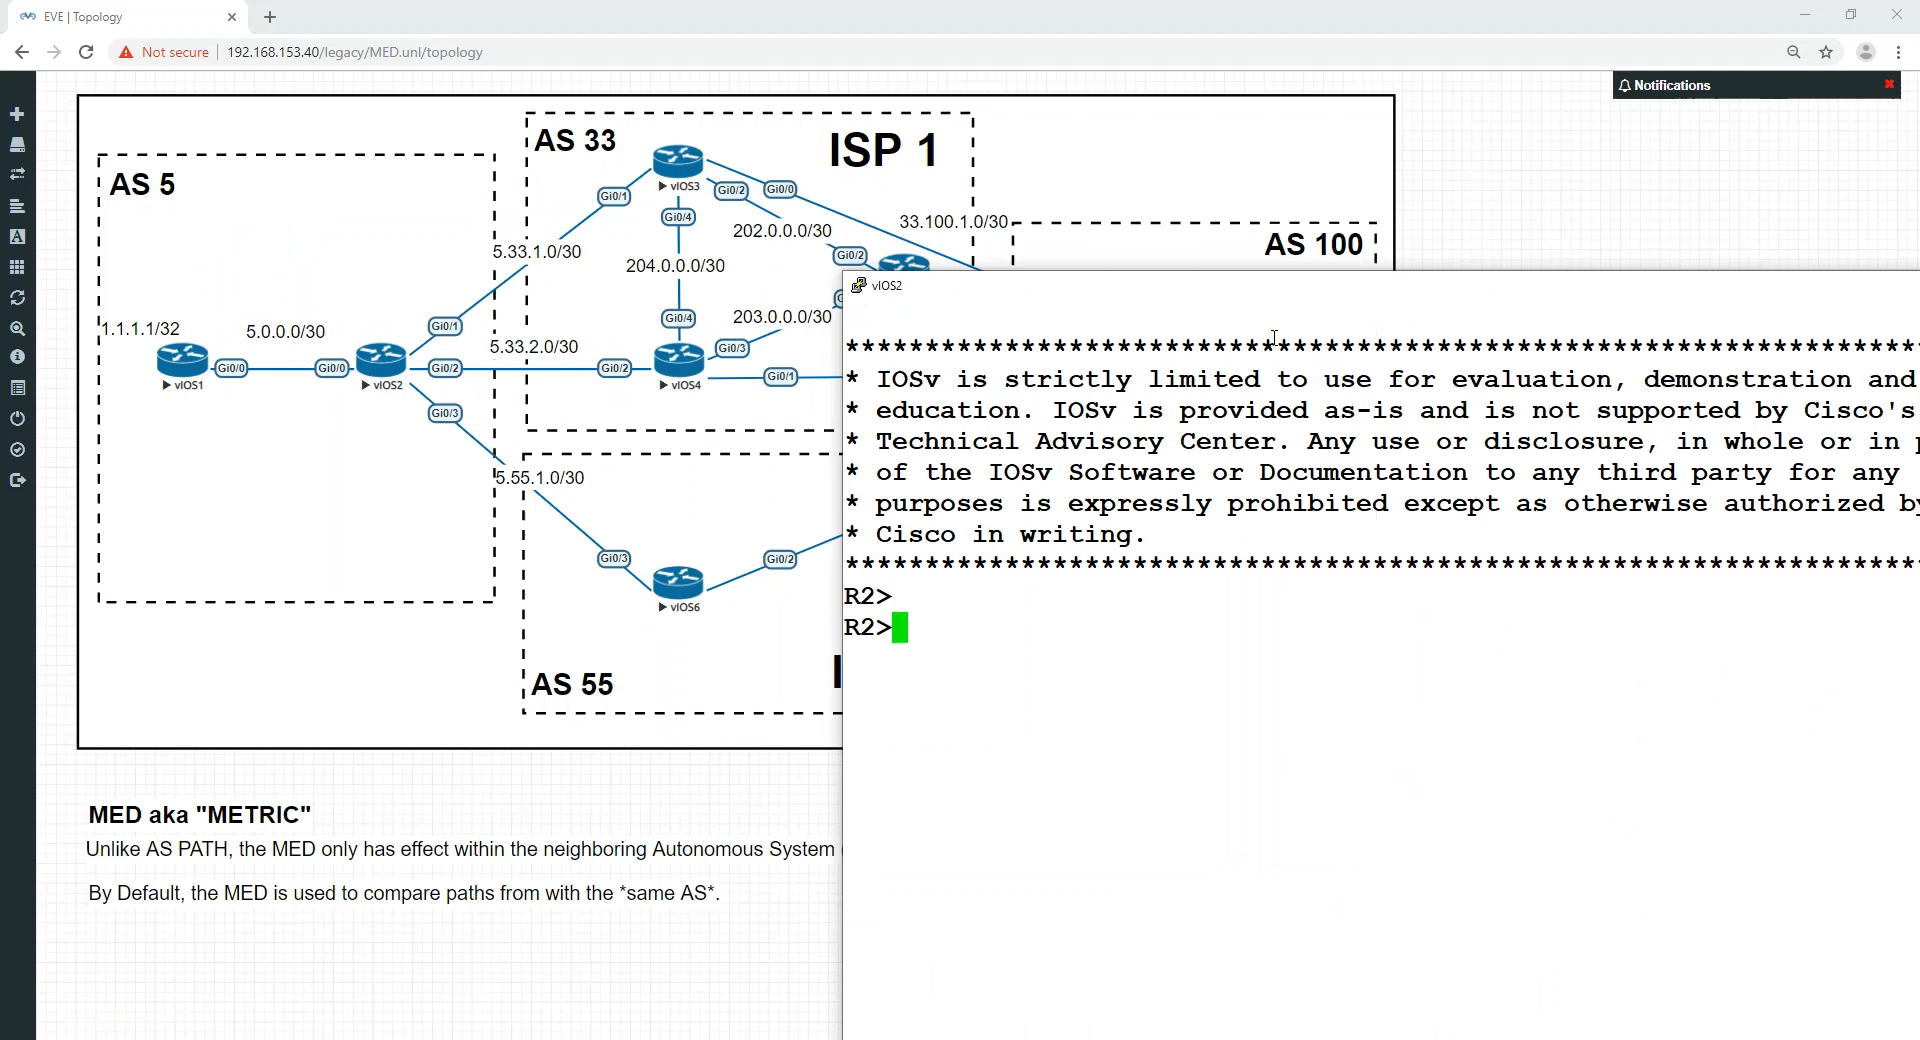 EVE | Topology
Not secure
192.168.153.40/legacy/MED.unl/topology
Notifications
AS 33
ISP 1
AS 5
vIOS3
Gi0/1
Gi0/2
Gi0/0
Gi0/4
33.100.1.0/30
202.0.0.0/30
AS 100
5.33.1.0/30
Gi0/2
204.0.0.0/30
vIOS2
1.1.1.1/32
5.0.0.0/30
Gi0/1
Gi0/4
203.0.0.0/30
5.33.2.0/30
Gi0/3
Gi0/0
Gi0/0
Gi0/2
Gi0/2
Gi0/1
vIOS1
vIOS2
vIOS4
Gi0/3
5.55.1.0/30
Gi0/3
Gi0/2
vIOS6
AS 55
MED aka "METRIC"
Unlike AS PATH, the MED only has effect within the neighboring Autonomous System
By Default, the MED is used to compare paths from with the *same AS*.
*******************************************************************
* IOSv is strictly limited to use for evaluation, demonstration and
* education. IOSv is provided as-is and is not supported by Cisco's
* Technical Advisory Center. Any use or disclosure, in whole or in
* of the IOSv Software or Documentation to any third party for any
* purposes is expressly prohibited except as otherwise authorized by
* Cisco in writing.
*******************************************************************
R2>
R2>